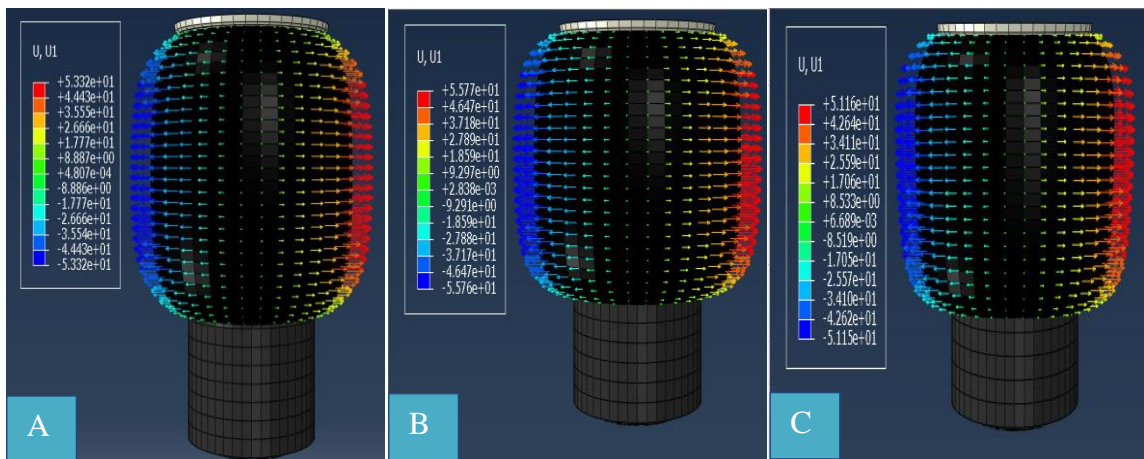 U, U1
+5.332e+01
+4.443e+01
+3.555e+01
+2.666e+01
+1.777e+01
+8.887e+00
+4.807e-04
-8.886e+00
-1.777e+01
-2.666e+01
-3.554e+01
-4.443e+01
-5.332e+01
A
U, U1
+5.577e+01
+4.647e+01
+3.718e+01
+2.789e+01
+1.859e+01
+9.297e+00
+2.838e-03
-9.291e+00
-1.859e+01
-2.788e+01
-3.717e+01
-4.647e+01
-5.576e+01
B
U, U1
+5.116e+01
+4.264e+01
+3.411e+01
+2.559e+01
+1.706e+01
+8.533e+00
+6.689e-03
-8.519e+00
-1.705e+01
-2.557e+01
-3.410e+01
-4.262e+01
-5.115e+01
C